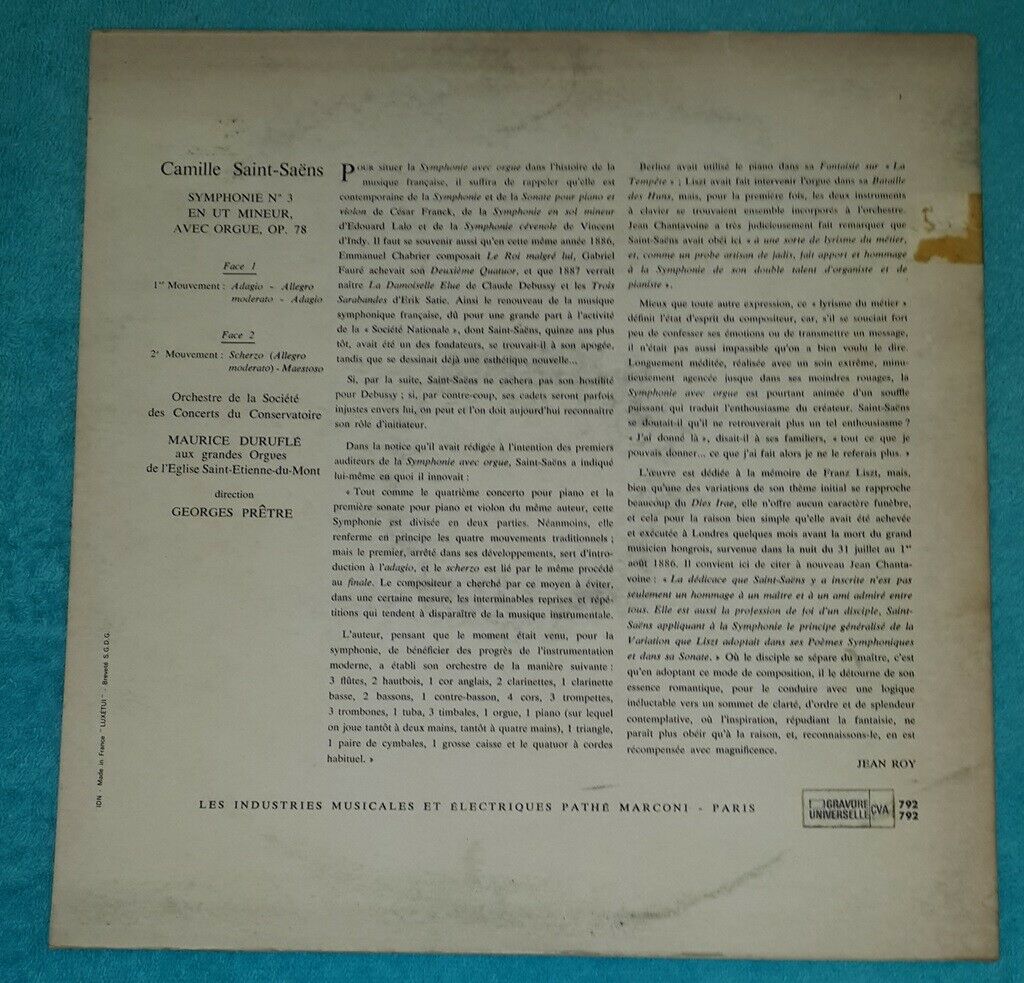 Camille Saint-Saëns
SYMPHONIE N° 3
EN UT MINEUR,
AVEC ORGUE, OP. 78
Face 1
1er Mouvement : Adagio - Allegro
moderato - Adagio
Face 2
2e Mouvement : Scherzo (Allegro
moderato) - Maestoso
Orchestre de la Société
des Concerts du Conservatoire
MAURICE DURUFLÉ
aux grandes Orgues
de l'Eglise Saint-Etienne-du-Mont
direction
GEORGES PRÊTRE
POUR situer la Symphonie avec orgue dans l'histoire de la
musique française, il suffira de rappeler qu'elle est
contemporaine de la Symphonie et de la Sonate pour piano et
violon de César Franck, de la Symphonie en sol mineur
d'Edouard Lalo et de la Symphonie cévenole de Vincent
d'Indy. Il faut se souvenir aussi qu'en cette même année 1886,
Emmanuel Chabrier composait Le Roi malgré lui, Gabriel
Fauré achevait son Deuxième Quatuor, et que 1887 verrait
naître La Damoiselle Elue de Claude Debussy et les Trois
Sarabandes d'Erik Satie. Ainsi le renouveau de la musique
symphonique française, dû pour une grande part à l'activité
de la « Société Nationale », dont Saint-Saëns, quinze ans plus
tôt, avait été un des fondateurs, se trouvait-il à son apogée,
tandis que se dessinait déjà une esthétique nouvelle...
Si, par la suite, Saint-Saëns ne cachera pas son hostilité
pour Debussy ; si, par contre-coup, ses cadets seront parfois
injustes envers lui, on peut et l'on doit aujourd'hui reconnaître
son rôle d'initiateur.
Dans la notice qu'il avait rédigée à l'intention des premiers
auditeurs de la Symphonie avec orgue, Saint-Saëns a indiqué
lui-même en quoi il innovait :
« Tout comme le quatrième concerto pour piano et la
première sonate pour piano et violon du même auteur, cette
Symphonie est divisée en deux parties. Néanmoins, elle
renferme en principe les quatre mouvements traditionnels ;
mais le premier, arrêté dans ses développements, sert d'intro-
duction à l'adagio, et le scherzo est lié par le même procédé
au finale. Le compositeur a cherché par ce moyen à éviter,
dans une certaine mesure, les interminables reprises et répé-
titions qui tendent à disparaître de la musique instrumentale.
L'auteur, pensant que le moment était venu, pour la
symphonie, de bénéficier des progrès de l'instrumentation
moderne, a établi son orchestre de la manière suivante :
3 flûtes, 2 hautbois, 1 cor anglais, 2 clarinettes, 1 clarinette
basse, 2 bassons, 1 contre-basson, 4 cors, 3 trompettes,
3 trombones, 1 tuba, 3 timbales, 1 orgue, 1 piano (sur lequel
on joue tantôt à deux mains, tantôt à quatre mains), 1 triangle,
1 paire de cymbales, 1 grosse caisse et le quatuor à cordes
habituel. »
Berlioz avait utilisé le piano dans sa Fantaisie sur « La
Tempête » ; Liszt avait fait intervenir l'orgue dans sa Bataille
des Huns, mais, pour la première fois, les deux instruments
à clavier se trouvaient ensemble incorporés à l'orchestre.
Jean Chantavoine a très judicieusement fait remarquer que
Saint-Saëns avait obéi ici « à une sorte de lyrisme du métier,
et, comme un probe artisan de jadis, fait apport et hommage
à la Symphonie de son double talent d'organiste et de
pianiste ».
Mieux que toute autre expression, ce « lyrisme du métier »
définit l'état d'esprit du compositeur, car, s'il se souciait fort
peu de confesser ses émotions ou de transmettre un message,
il n'était pas aussi impassible qu'on a bien voulu le dire.
Longuement méditée, réalisée avec un soin extrême, minu-
tieusement agencée jusque dans ses moindres rouages, la
Symphonie avec orgue est pourtant animée d'un souffle
puissant qui traduit l'enthousiasme du créateur. Saint-Saëns
se doutait-il qu'il ne retrouverait plus un tel enthousiasme ?
« J'ai donné là », disait-il à ses familiers, « tout ce que je
pouvais donner... ce que j'ai fait alors je ne le referais plus. »
L'œuvre est dédiée à la mémoire de Franz Liszt, mais,
bien qu'une des variations de son thème initial se rapproche
beaucoup du Dies Irae, elle n'offre aucun caractère funèbre,
et cela pour la raison bien simple qu'elle avait été achevée
et exécutée à Londres quelques mois avant la mort du grand
musicien hongrois, survenue dans la nuit du 31 juillet au 1er
août 1886. Il convient ici de citer à nouveau Jean Chanta-
voine : « La dédicace que Saint-Saëns y a inscrite n'est pas
seulement un hommage à un maître et à un ami admiré entre
tous. Elle est aussi la profession de foi d'un disciple, Saint-
Saëns appliquant à la Symphonie le principe généralisé de la
Variation que Liszt adoptait dans ses Poèmes Symphoniques
et dans sa Sonate. » Où le disciple se sépare du maître, c'est
qu'en adoptant ce mode de composition, il le détourne de son
essence romantique, pour le conduire avec une logique
inéluctable vers un sommet de clarté, d'ordre et de splendeur
contemplative, où l'inspiration, répudiant la fantaisie, ne
paraît plus obéir qu'à la raison, et, reconnaissons-le, en est
récompensée avec magnificence.
JEAN ROY
5
IDN - Made in France "LUXETUI" - Breveté S.G.D.G.
LES INDUSTRIES MUSICALES ET ÉLECTRIQUES PATHÉ MARCONI - PARIS
GRAVURE
UNIVERSELLE
CVA
792
792